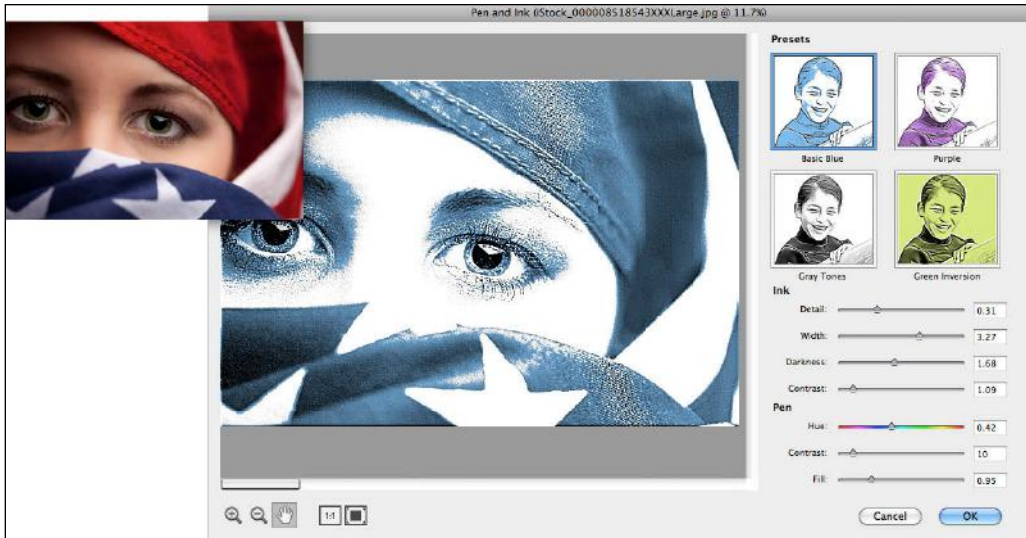 Pen and Ink (iStock_000008518543XXXLarge.jpg @ 11.7%)
Presets
Basic Blue
Purple
Gray Tones
Green Inversion
Ink
Detail: 0.31
Width: 3.27
Darkness: 1.68
Contrast: 1.09
Pen
Hue: 0.42
Contrast: 10
Fill: 0.95
1:1
Cancel
OK